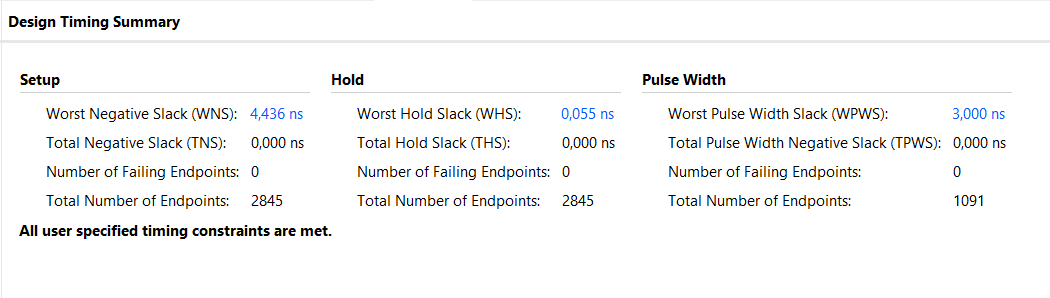 Design Timing Summary
Setup
Worst Negative Slack (WNS): 4,436 ns
Total Negative Slack (TNS): 0,000 ns
Number of Failing Endpoints: 0
Total Number of Endpoints: 2845
Hold
Worst Hold Slack (WHS): 0,055 ns
Total Hold Slack (THS): 0,000 ns
Number of Failing Endpoints: 0
Total Number of Endpoints: 2845
Pulse Width
Worst Pulse Width Slack (WPWS): 3,000 ns
Total Pulse Width Negative Slack (TPWS): 0,000 ns
Number of Failing Endpoints: 0
Total Number of Endpoints: 1091
All user specified timing constraints are met.